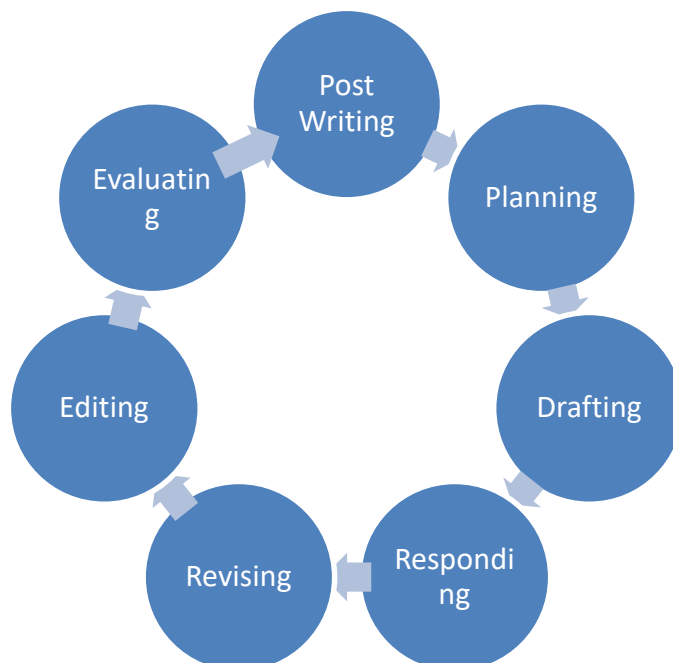 Post
Writing
Planning
Drafting
Respondi
ng
Revising
Editing
Evaluatin
g